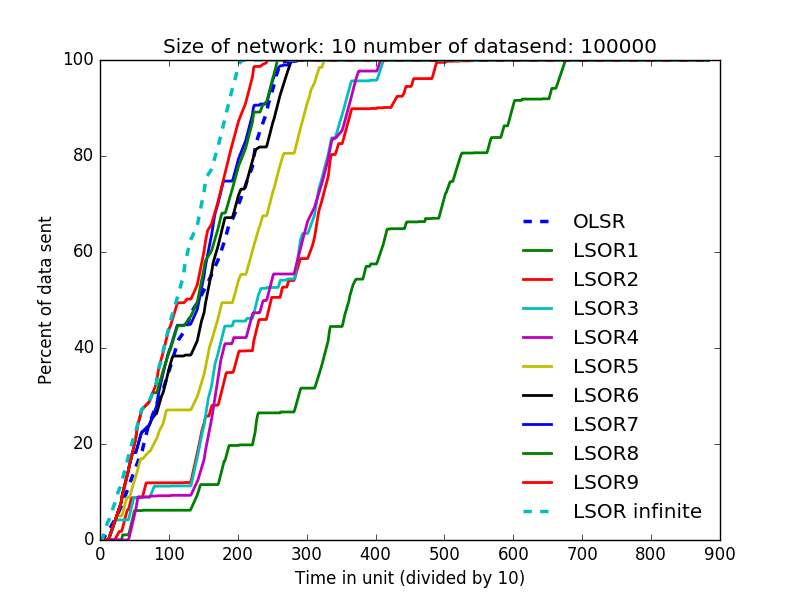 Size of network: 10 number of datasend: 100000
Percent of data sent
100
80
60
40
20
0
0 100 200 300 400 500 600 700 800 900
Time in unit (divided by 10)
OLSR
LSOR1
LSOR2
LSOR3
LSOR4
LSOR5
LSOR6
LSOR7
LSOR8
LSOR9
LSOR infinite